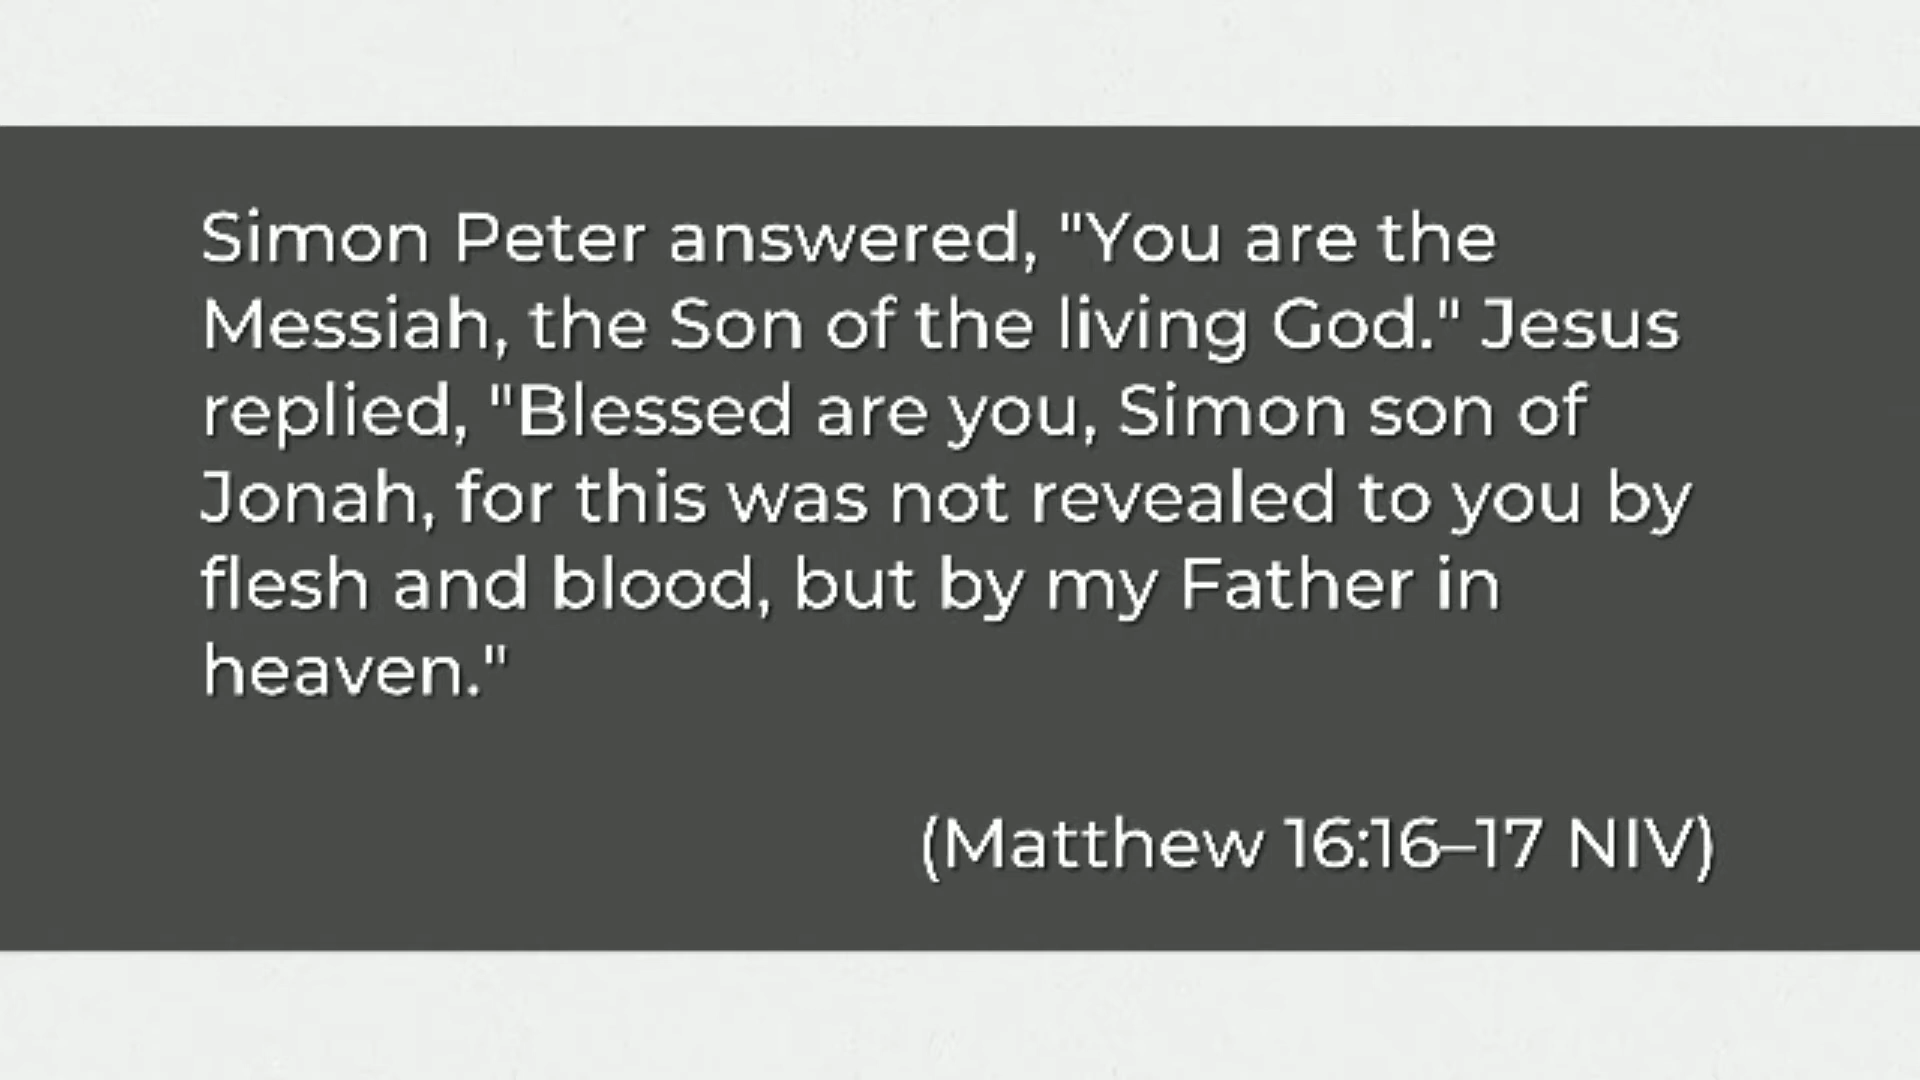 Simon Peter answered, "You are the
Messiah, the Son of the living God." Jesus
replied, "Blessed are you, Simon son of
Jonah, for this was not revealed to you by
flesh and blood, but by my Father in
heaven."
(Matthew 16:16–17 NIV)